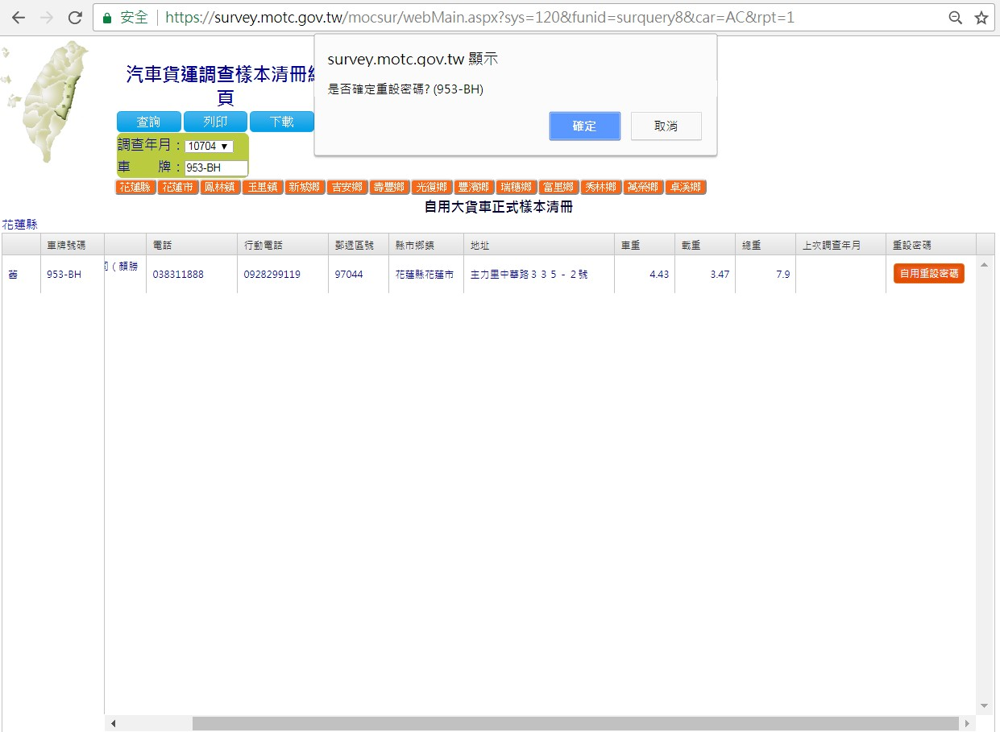 安全 https://survey.motc.gov.tw/mocsur/webMain.aspx?sys=120&funid=surquery8&car=AC&rpt=1
survey.motc.gov.tw 顯示
是否確定重設密碼? (953-BH)
確定 取消
汽車貨運調查樣本清冊
頁
查詢 列印 下載
調查年月： 10704
車 牌： 953-BH
花蓮縣 花蓮市 鳳林鎮 玉里鎮 新城鄉 吉安鄉 壽豐鄉 光復鄉 豐濱鄉 瑞穗鄉 富里鄉 秀林鄉 萬榮鄉 卓溪鄉
自用大貨車正式樣本清冊
花蓮縣
車牌號碼 電話 行動電話 郵遞區號 縣市鄉鎮 地址 車重 載重 總重 上次調查年月 重設密碼
舊 953-BH （顏勝 038311888 0928299119 97044 花蓮縣花蓮市 主力里中華路３３５－２號 4.43 3.47 7.9 自用重設密碼